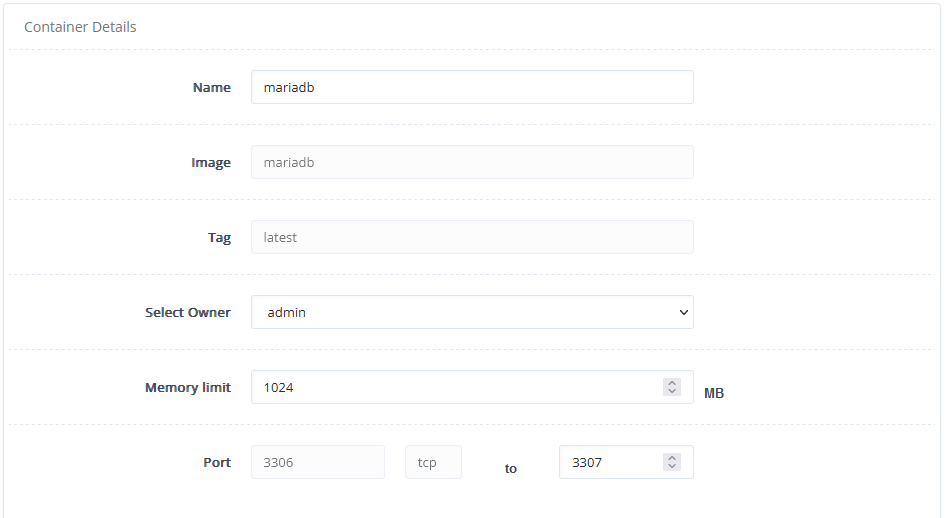 Container Details
Name mariadb
Image mariadb
Tag latest
Select Owner admin
Memory limit 1024 MB
Port 3306 tcp to 3307